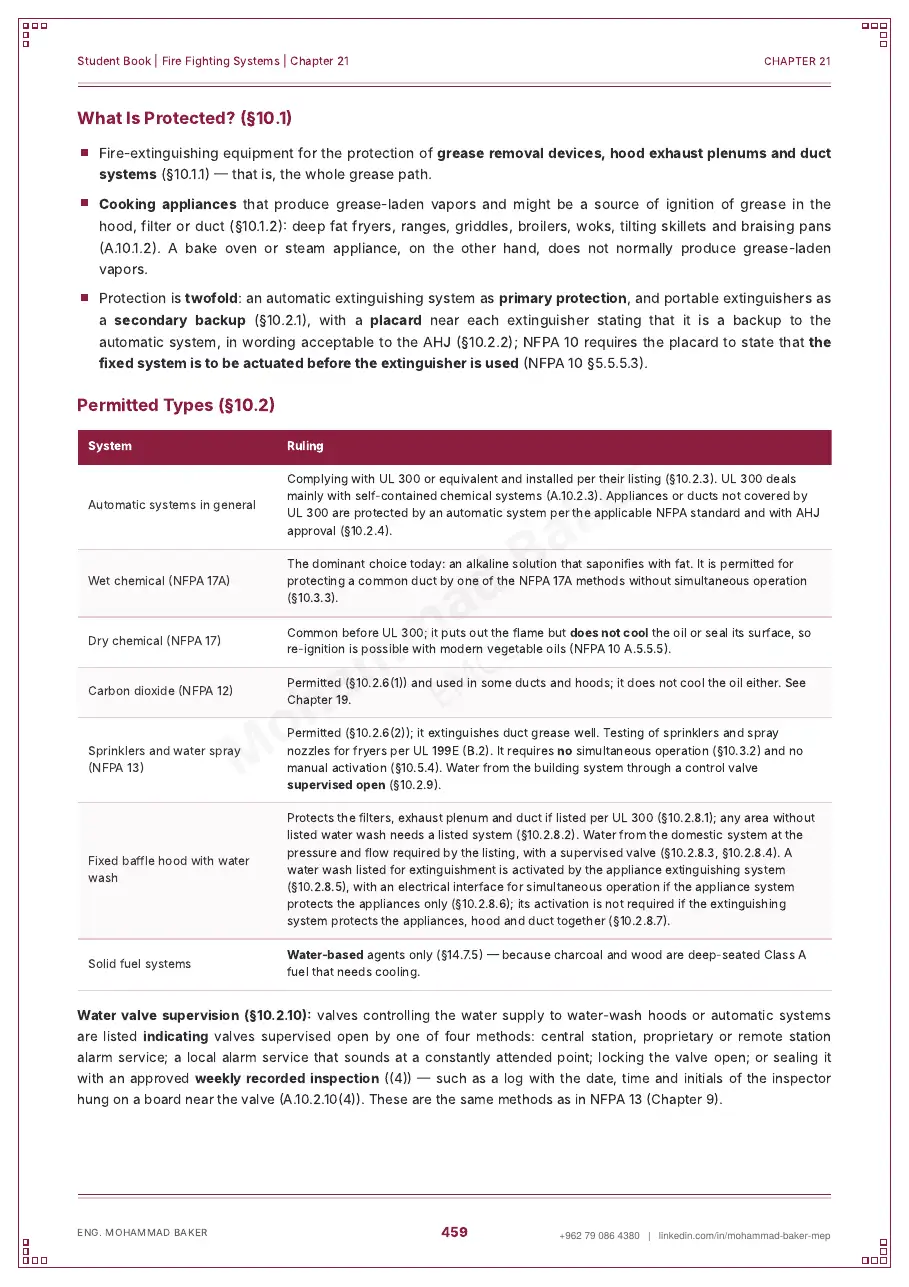 Student Book | Fire Fighting Systems | Chapter 21
CHAPTER 21
What Is Protected? (§10.1)
Fire-extinguishing equipment for the protection of grease removal devices, hood exhaust plenums and duct
systems (§10.1.1) — that is, the whole grease path.
Cooking appliances that produce grease-laden vapors and might be a source of ignition of grease in the
hood, filter or duct (§10.1.2): deep fat fryers, ranges, griddles, broilers, woks, tilting skillets and braising pans
(A.10.1.2). A bake oven or steam appliance, on the other hand, does not normally produce grease-laden
vapors.
Protection is twofold: an automatic extinguishing system as primary protection, and portable extinguishers as
a secondary backup (§10.2.1), with a placard near each extinguisher stating that it is a backup to the
automatic system, in wording acceptable to the AHJ (§10.2.2); NFPA 10 requires the placard to state that the
fixed system is to be actuated before the extinguisher is used (NFPA 10 §5.5.5.3).
Permitted Types (§10.2)
System
Ruling
Automatic systems in general
Complying with UL 300 or equivalent and installed per their listing (§10.2.3). UL 300 deals
mainly with self-contained chemical systems (A.10.2.3). Appliances or ducts not covered by
UL 300 are protected by an automatic system per the applicable NFPA standard and with AHJ
approval (§10.2.4).
Wet chemical (NFPA 17A)
The dominant choice today: an alkaline solution that saponifies with fat. It is permitted for
protecting a common duct by one of the NFPA 17A methods without simultaneous operation
(§10.3.3).
Dry chemical (NFPA 17)
Common before UL 300; it puts out the flame but does not cool the oil or seal its surface, so
re-ignition is possible with modern vegetable oils (NFPA 10 A.5.5.5).
Carbon dioxide (NFPA 12)
Permitted (§10.2.6(1)) and used in some ducts and hoods; it does not cool the oil either. See
Chapter 19.
Sprinklers and water spray
(NFPA 13)
Permitted (§10.2.6(2)); it extinguishes duct grease well. Testing of sprinklers and spray
nozzles for fryers per UL 199E (B.2). It requires no simultaneous operation (§10.3.2) and no
manual activation (§10.5.4). Water from the building system through a control valve
supervised open (§10.2.9).
Fixed baffle hood with water
wash
Protects the filters, exhaust plenum and duct if listed per UL 300 (§10.2.8.1); any area without
listed water wash needs a listed system (§10.2.8.2). Water from the domestic system at the
pressure and flow required by the listing, with a supervised valve (§10.2.8.3, §10.2.8.4). A
water wash listed for extinguishment is activated by the appliance extinguishing system
(§10.2.8.5), with an electrical interface for simultaneous operation if the appliance system
protects the appliances only (§10.2.8.6); its activation is not required if the extinguishing
system protects the appliances, hood and duct together (§10.2.8.7).
Solid fuel systems
Water-based agents only (§14.7.5) — because charcoal and wood are deep-seated Class A
fuel that needs cooling.
Water valve supervision (§10.2.10): valves controlling the water supply to water-wash hoods or automatic systems
are listed indicating valves supervised open by one of four methods: central station, proprietary or remote station
alarm service; a local alarm service that sounds at a constantly attended point; locking the valve open; or sealing it
with an approved weekly recorded inspection ((4)) — such as a log with the date, time and initials of the inspector
hung on a board near the valve (A.10.2.10(4)). These are the same methods as in NFPA 13 (Chapter 9).
ENG. MOHAMMAD BAKER
459
+962 79 086 4380 | linkedin.com/in/mohammad-baker-mep